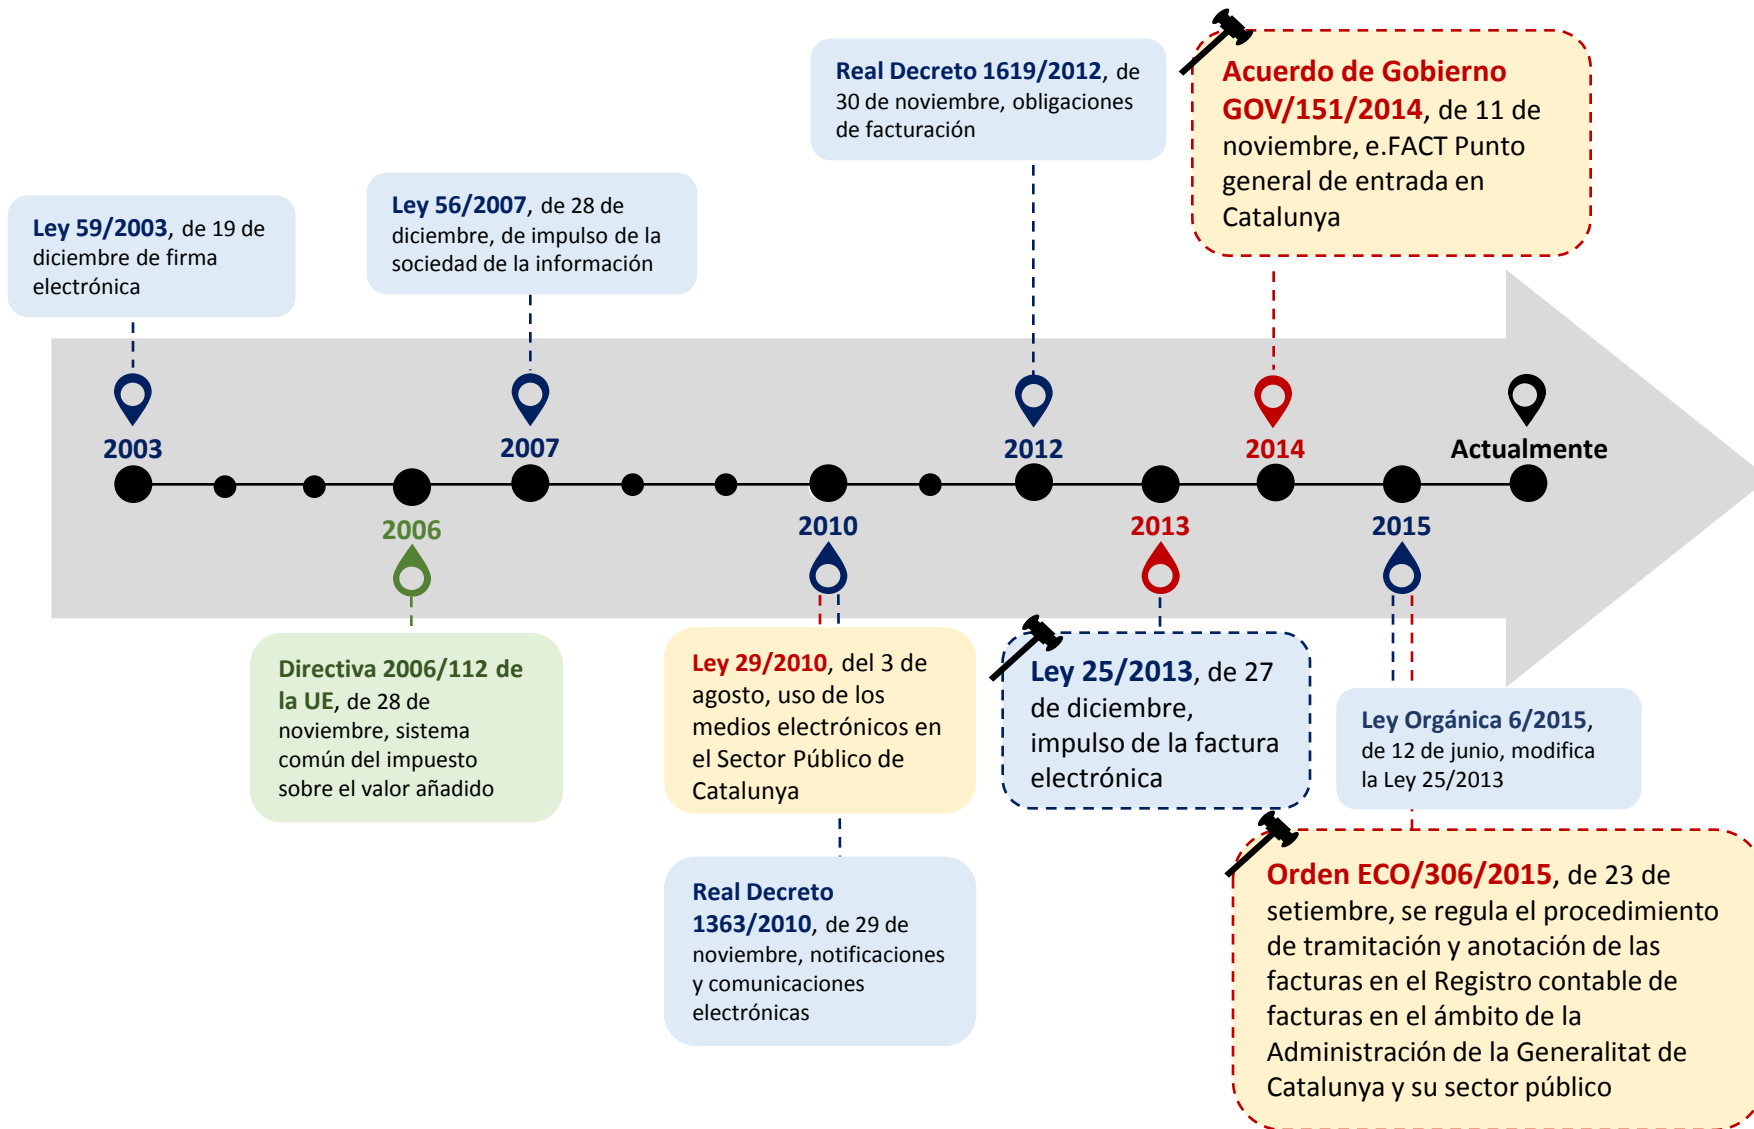 Real Decreto 1619/2012, de
30 de noviembre, obligaciones
de facturación
Acuerdo de Gobierno
GOV/151/2014, de 11 de
noviembre, e.FACT Punto
general de entrada en
Catalunya
Ley 59/2003, de 19 de
diciembre de firma
electrónica
Ley 56/2007, de 28 de
diciembre, de impulso de la
sociedad de la información
2003
2007
2012
2014
Actualmente
2006
2010
2013
2015
Directiva 2006/112 de
la UE, de 28 de
noviembre, sistema
común del impuesto
sobre el valor añadido
Ley 29/2010, del 3 de
agosto, uso de los
medios electrónicos en
el Sector Público de
Catalunya
Ley 25/2013, de 27
de diciembre,
impulso de la factura
electrónica
Ley Orgánica 6/2015,
de 12 de junio, modifica
la Ley 25/2013
Real Decreto
1363/2010, de 29 de
noviembre, notificaciones
y comunicaciones
electrónicas
Orden ECO/306/2015, de 23 de
setiembre, se regula el procedimiento
de tramitación y anotación de las
facturas en el Registro contable de
facturas en el ámbito de la
Administración de la Generalitat de
Catalunya y su sector público